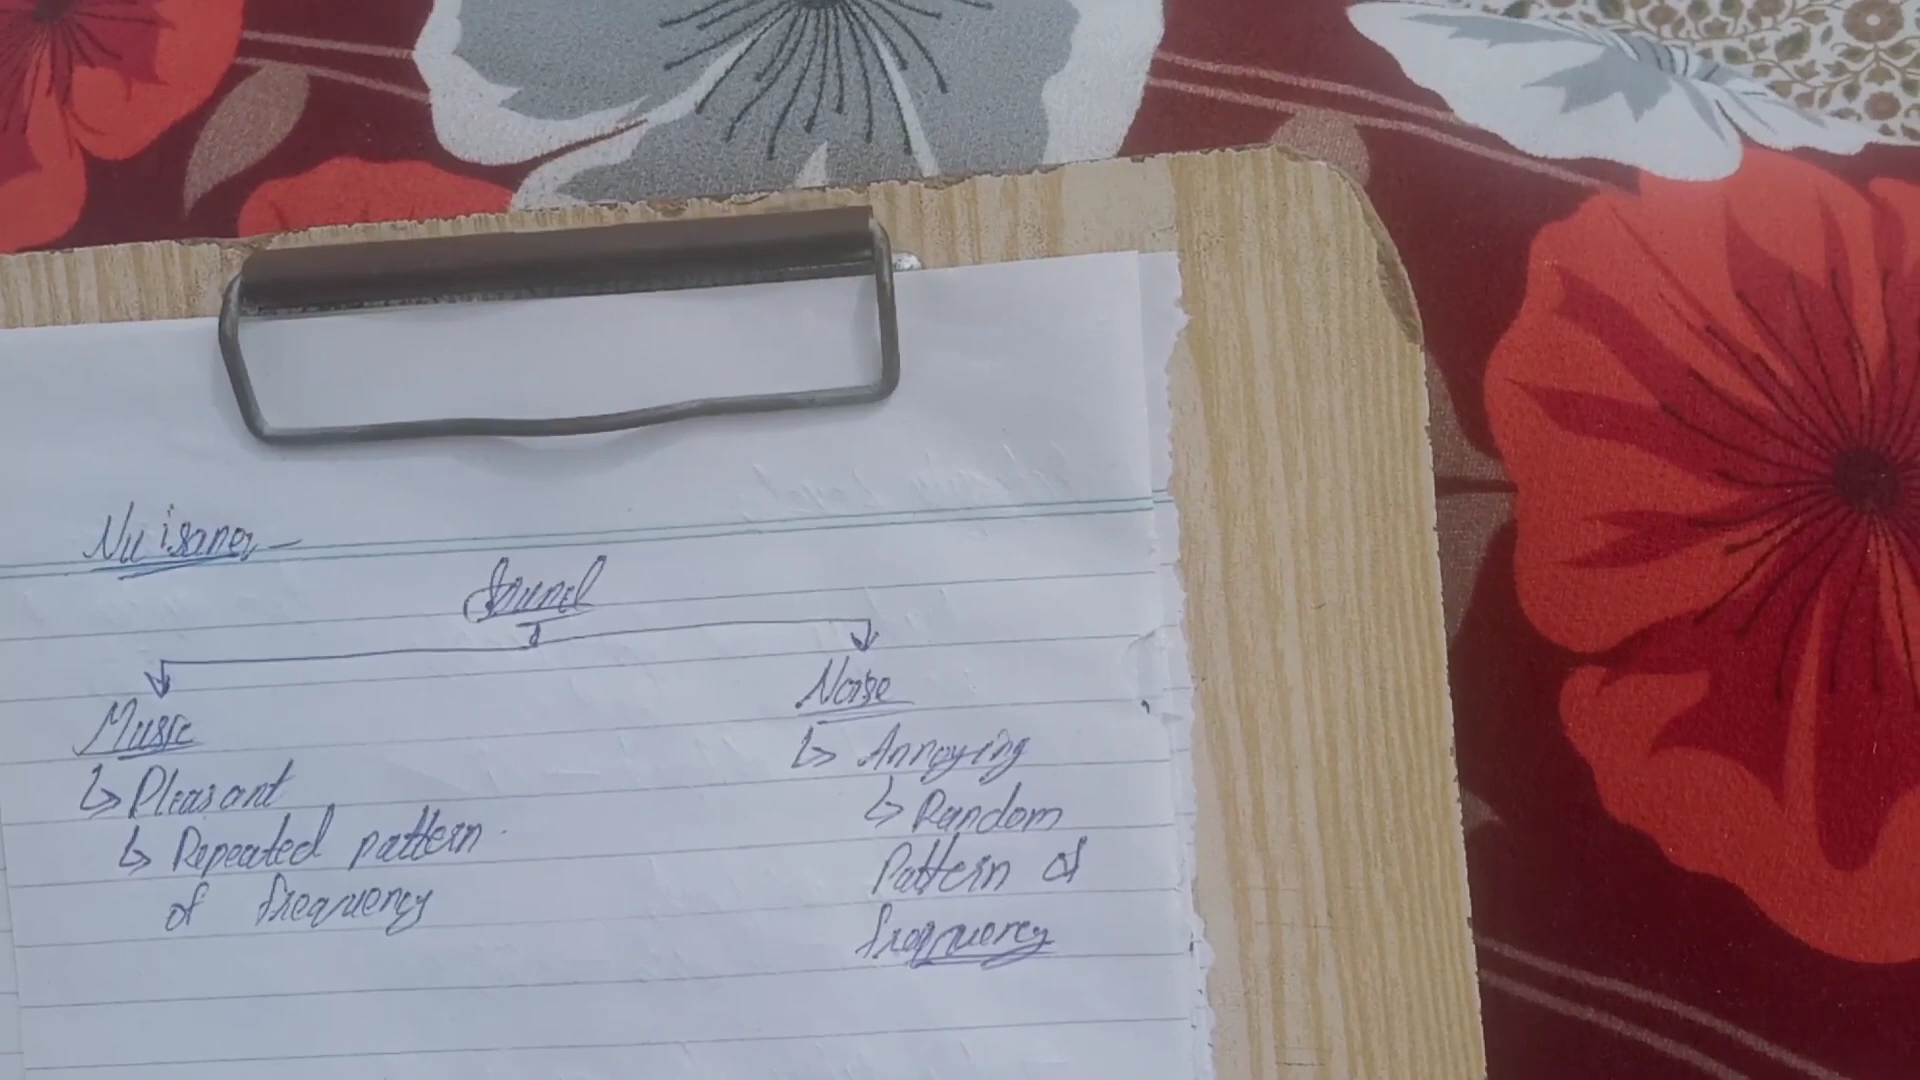 Nuisance
Sound
Music
Noise
↳ Pleasant
↳ Repeated pattern
of frequency
↳ Annoying
↳ Random
Pattern of
frequency